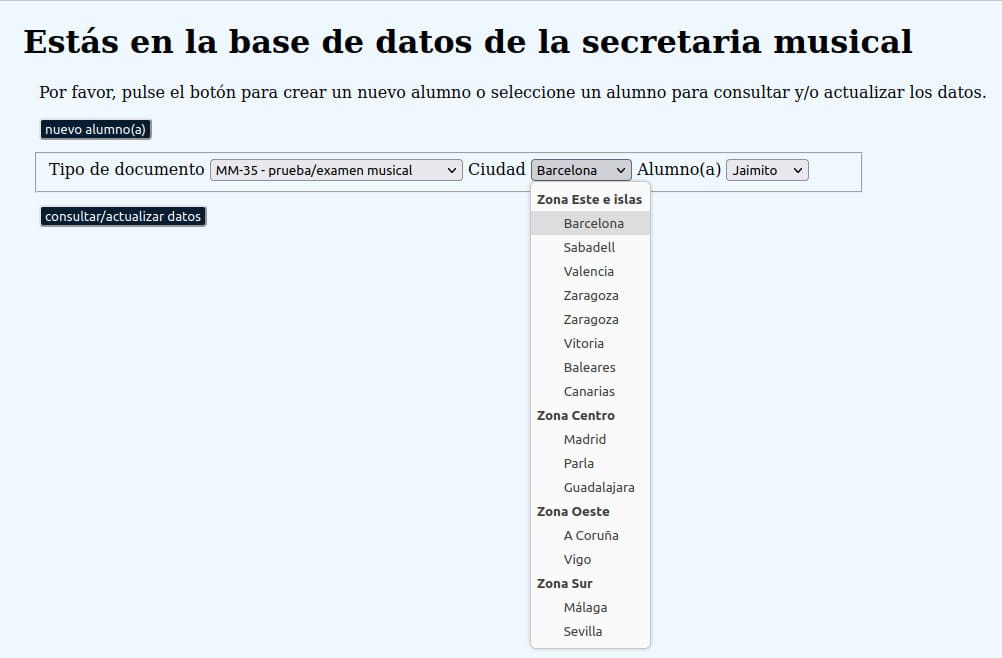 Estás en la base de datos de la secretaria musical
Por favor, pulse el botón para crear un nuevo alumno o seleccione un alumno para consultar y/o actualizar los datos.
nuevo alumno(a)
Tipo de documento MM-35 - prueba/examen musical Ciudad Barcelona Alumno(a) Jaimito
consultar/actualizar datos
Zona Este e islas
Barcelona
Sabadell
Valencia
Zaragoza
Zaragoza
Vitoria
Baleares
Canarias
Zona Centro
Madrid
Parla
Guadalajara
Zona Oeste
A Coruña
Vigo
Zona Sur
Málaga
Sevilla